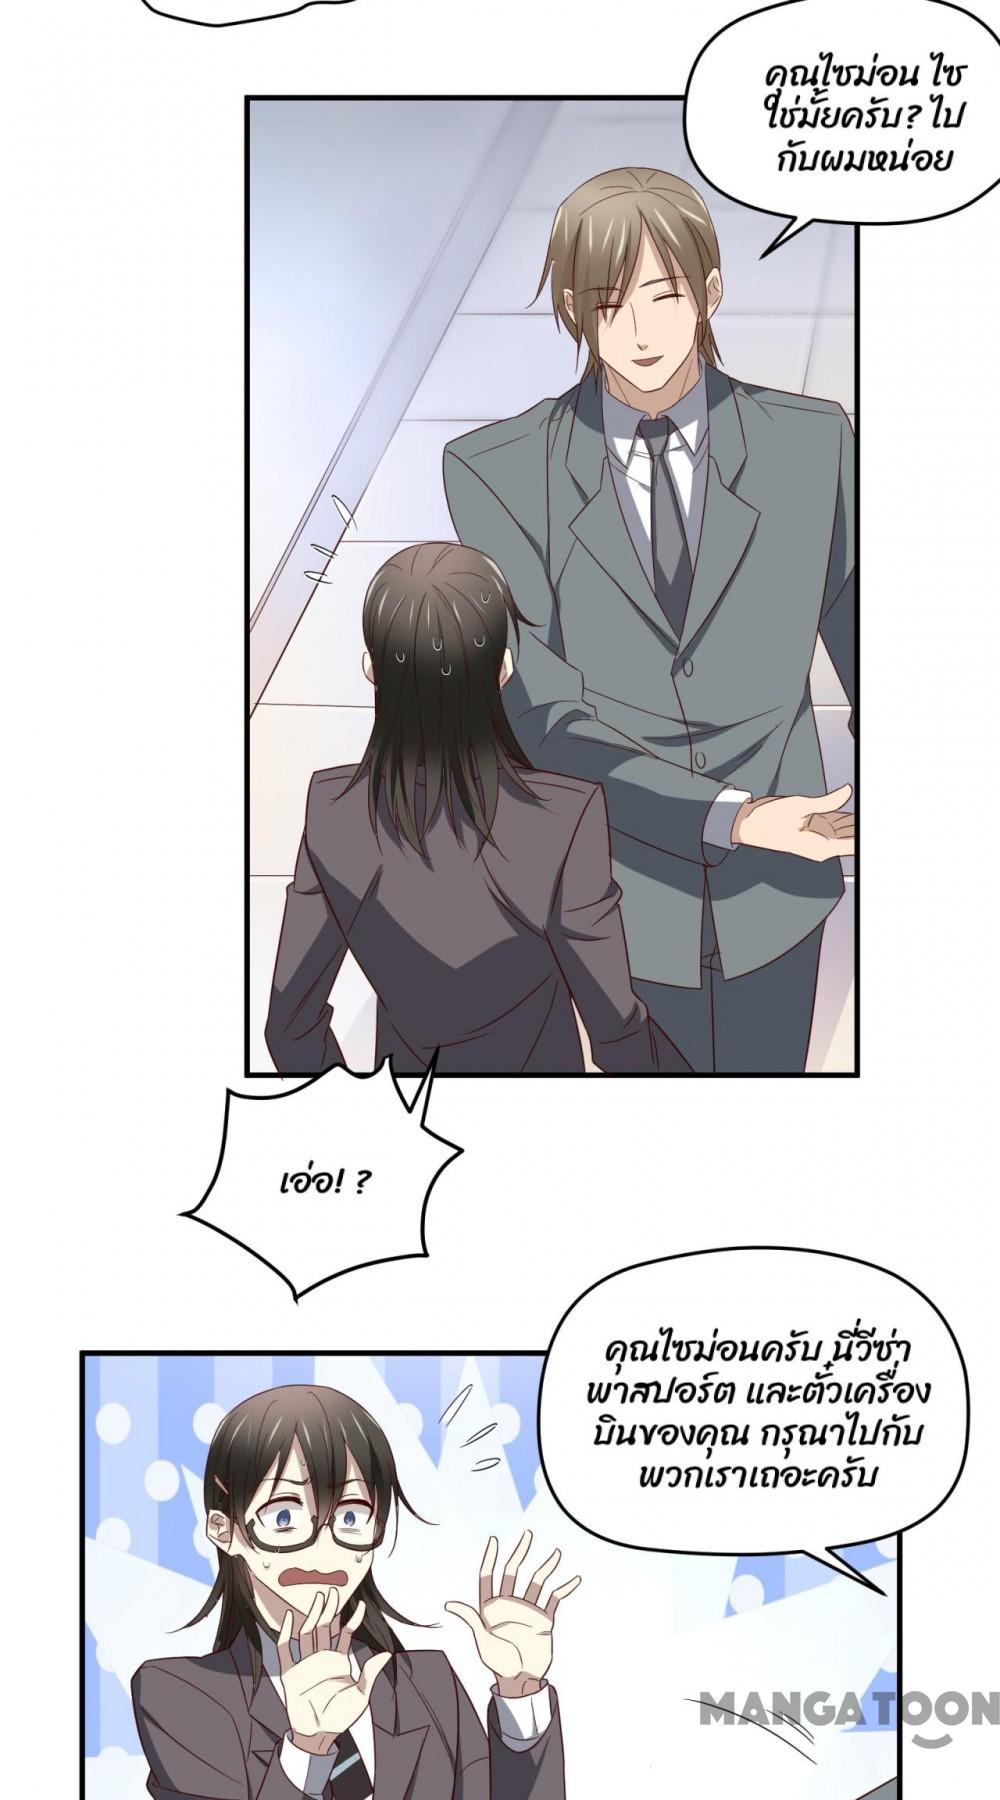 คุณไซม่อน ไซ
ใช่มั้ยครับ? ไป
กับผมหน่อย
เอ่อ! ?
คุณไซม่อนครับ นี่วีซ่า
พาสปอร์ต และตั๋วเครื่อง
บินของคุณ กรุณาไปกับ
พวกเราเถอะครับ
MANGATOON